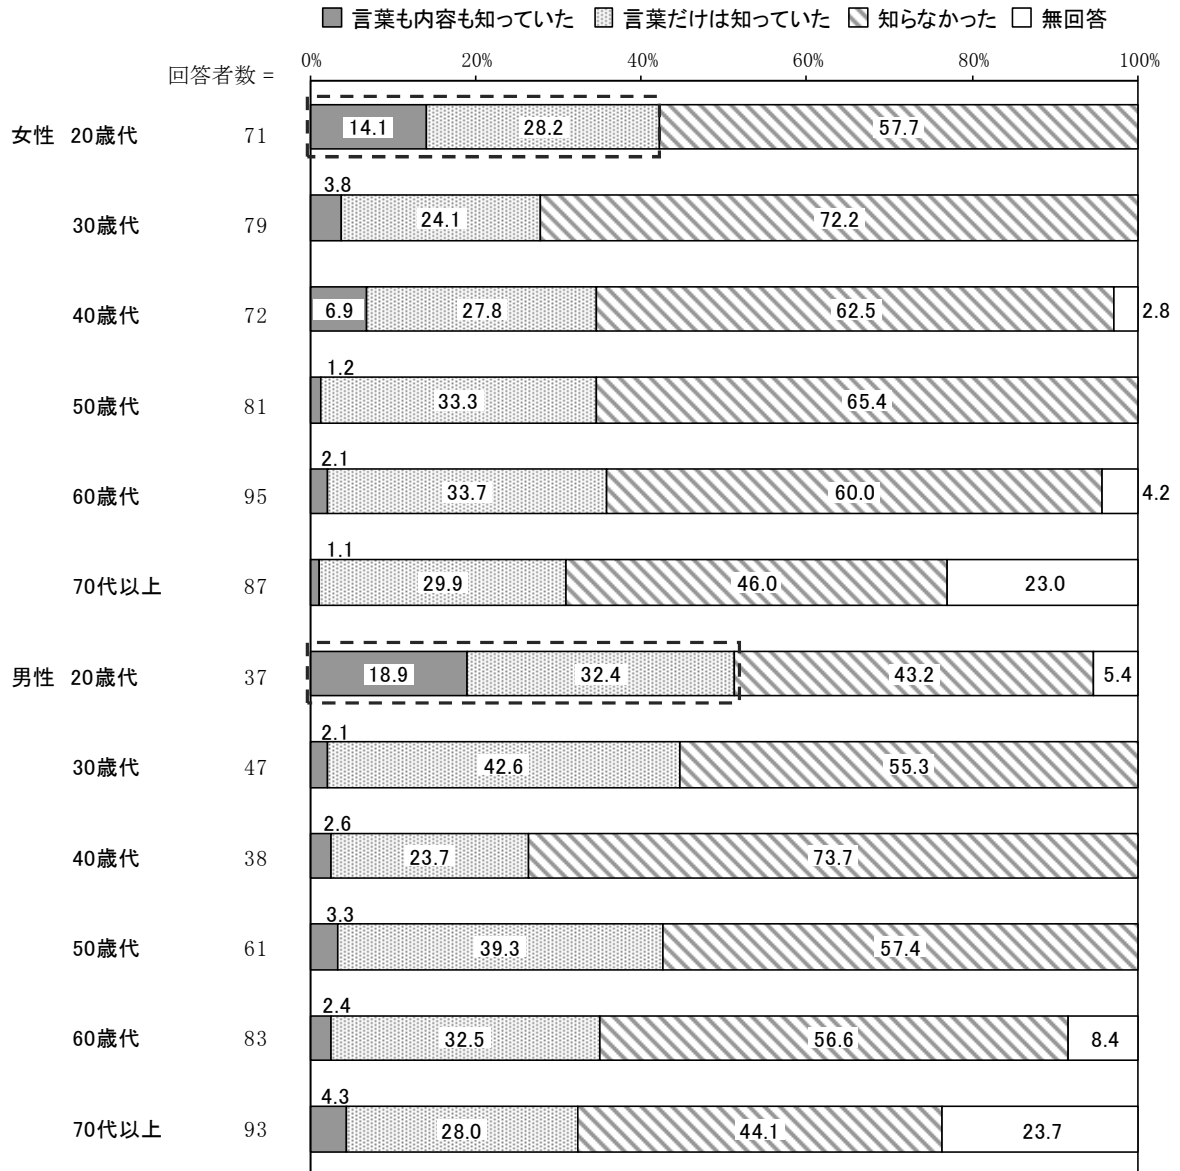 言葉も内容も知っていた 言葉だけは知っていた 知らなかった 無回答
回答者数 = 0% 20% 40% 60% 80% 100%
女性 20歳代 71 14.1 28.2 57.7
3.8
30歳代 79 24.1 72.2
40歳代 72 6.9 27.8 62.5 2.8
1.2
50歳代 81 33.3 65.4
2.1
60歳代 95 33.7 60.0 4.2
1.1
70代以上 87 29.9 46.0 23.0
男性 20歳代 37 18.9 32.4 43.2 5.4
2.1
30歳代 47 42.6 55.3
2.6
40歳代 38 23.7 73.7
3.3
50歳代 61 39.3 57.4
2.4
60歳代 83 32.5 56.6 8.4
4.3
70代以上 93 28.0 44.1 23.7